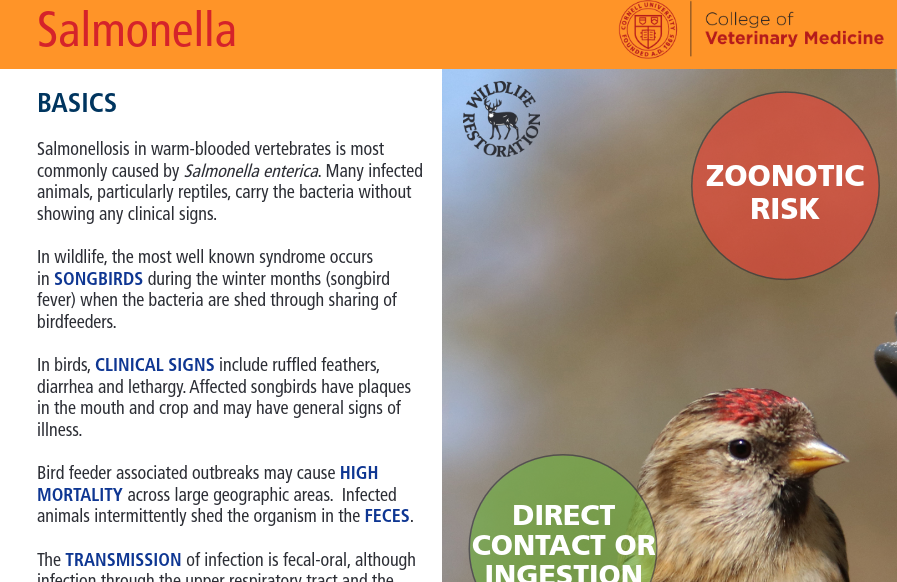 Salmonella
CORNELL UNIVERSITY
FOUNDED A.D. 1865
College of
Veterinary Medicine
BASICS
Salmonellosis in warm-blooded vertebrates is most
commonly caused by Salmonella enterica. Many infected
animals, particularly reptiles, carry the bacteria without
showing any clinical signs.
In wildlife, the most well known syndrome occurs
in SONGBIRDS during the winter months (songbird
fever) when the bacteria are shed through sharing of
birdfeeders.
In birds, CLINICAL SIGNS include ruffled feathers,
diarrhea and lethargy. Affected songbirds have plaques
in the mouth and crop and may have general signs of
illness.
Bird feeder associated outbreaks may cause HIGH
MORTALITY across large geographic areas.  Infected
animals intermittently shed the organism in the FECES.
The TRANSMISSION of infection is fecal-oral, although
infection through the upper respiratory tract and the
WILDLIFE
RESTORATION
ZOONOTIC
RISK
DIRECT
CONTACT OR
INGESTION